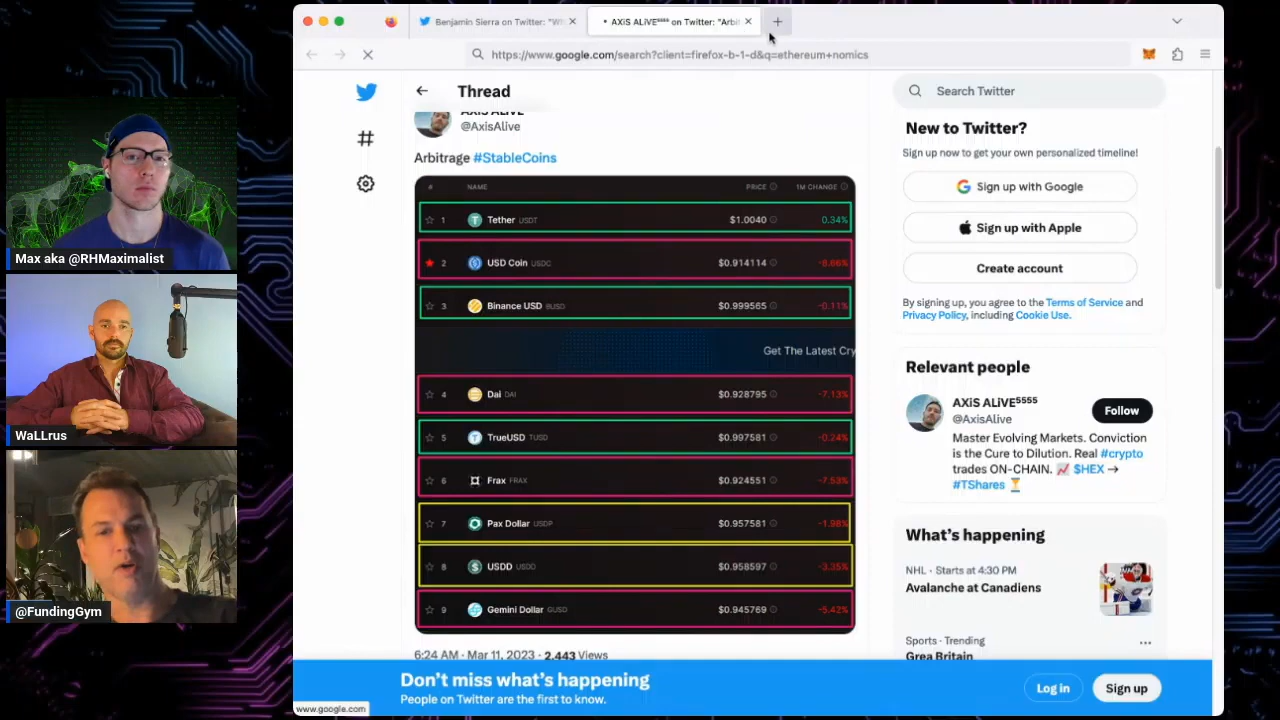 Benjamin Sierra on Twitter: "W
AXiS ALiVE⁵⁵⁵⁵ on Twitter: "Arbi
https://www.google.com/search?client=firefox-b-1-d&q=ethereum+nomics
Thread
Search Twitter
AXiS ALiVE
@AxisAlive
Arbitrage #StableCoins
# NAME PRICE 1M CHANGE
1 Tether USDT $1.0040 0.34%
2 USD Coin USDC $0.914114 -8.66%
3 Binance USD BUSD $0.999565 -0.11%
Get The Latest Cry
4 Dai DAI $0.928795 -7.13%
5 TrueUSD TUSD $0.997581 -0.24%
6 Frax FRAX $0.924551 -7.53%
7 Pax Dollar USDP $0.957581 -1.98%
8 USDD USDD $0.958597 -3.35%
9 Gemini Dollar GUSD $0.945769 -5.42%
6:24 AM · Mar 11, 2023 · 2,443 Views
New to Twitter?
Sign up now to get your own personalized timeline!
Sign up with Google
Sign up with Apple
Create account
By signing up, you agree to the Terms of Service and
Privacy Policy, including Cookie Use.
Relevant people
AXiS ALiVE⁵⁵⁵⁵
@AxisAlive
Follow
Master Evolving Markets. Conviction
is the Cure to Dilution. Real #crypto
trades ON-CHAIN. 📈 $HEX →
#TShares ⏳
What's happening
NHL · Starts at 4:30 PM
Avalanche at Canadiens
Sports · Trending
Grea Britain
Don't miss what's happening
People on Twitter are the first to know.
Log in
Sign up
www.google.com
Max aka @RHMaximalist
WaLLrus
@FundingGym